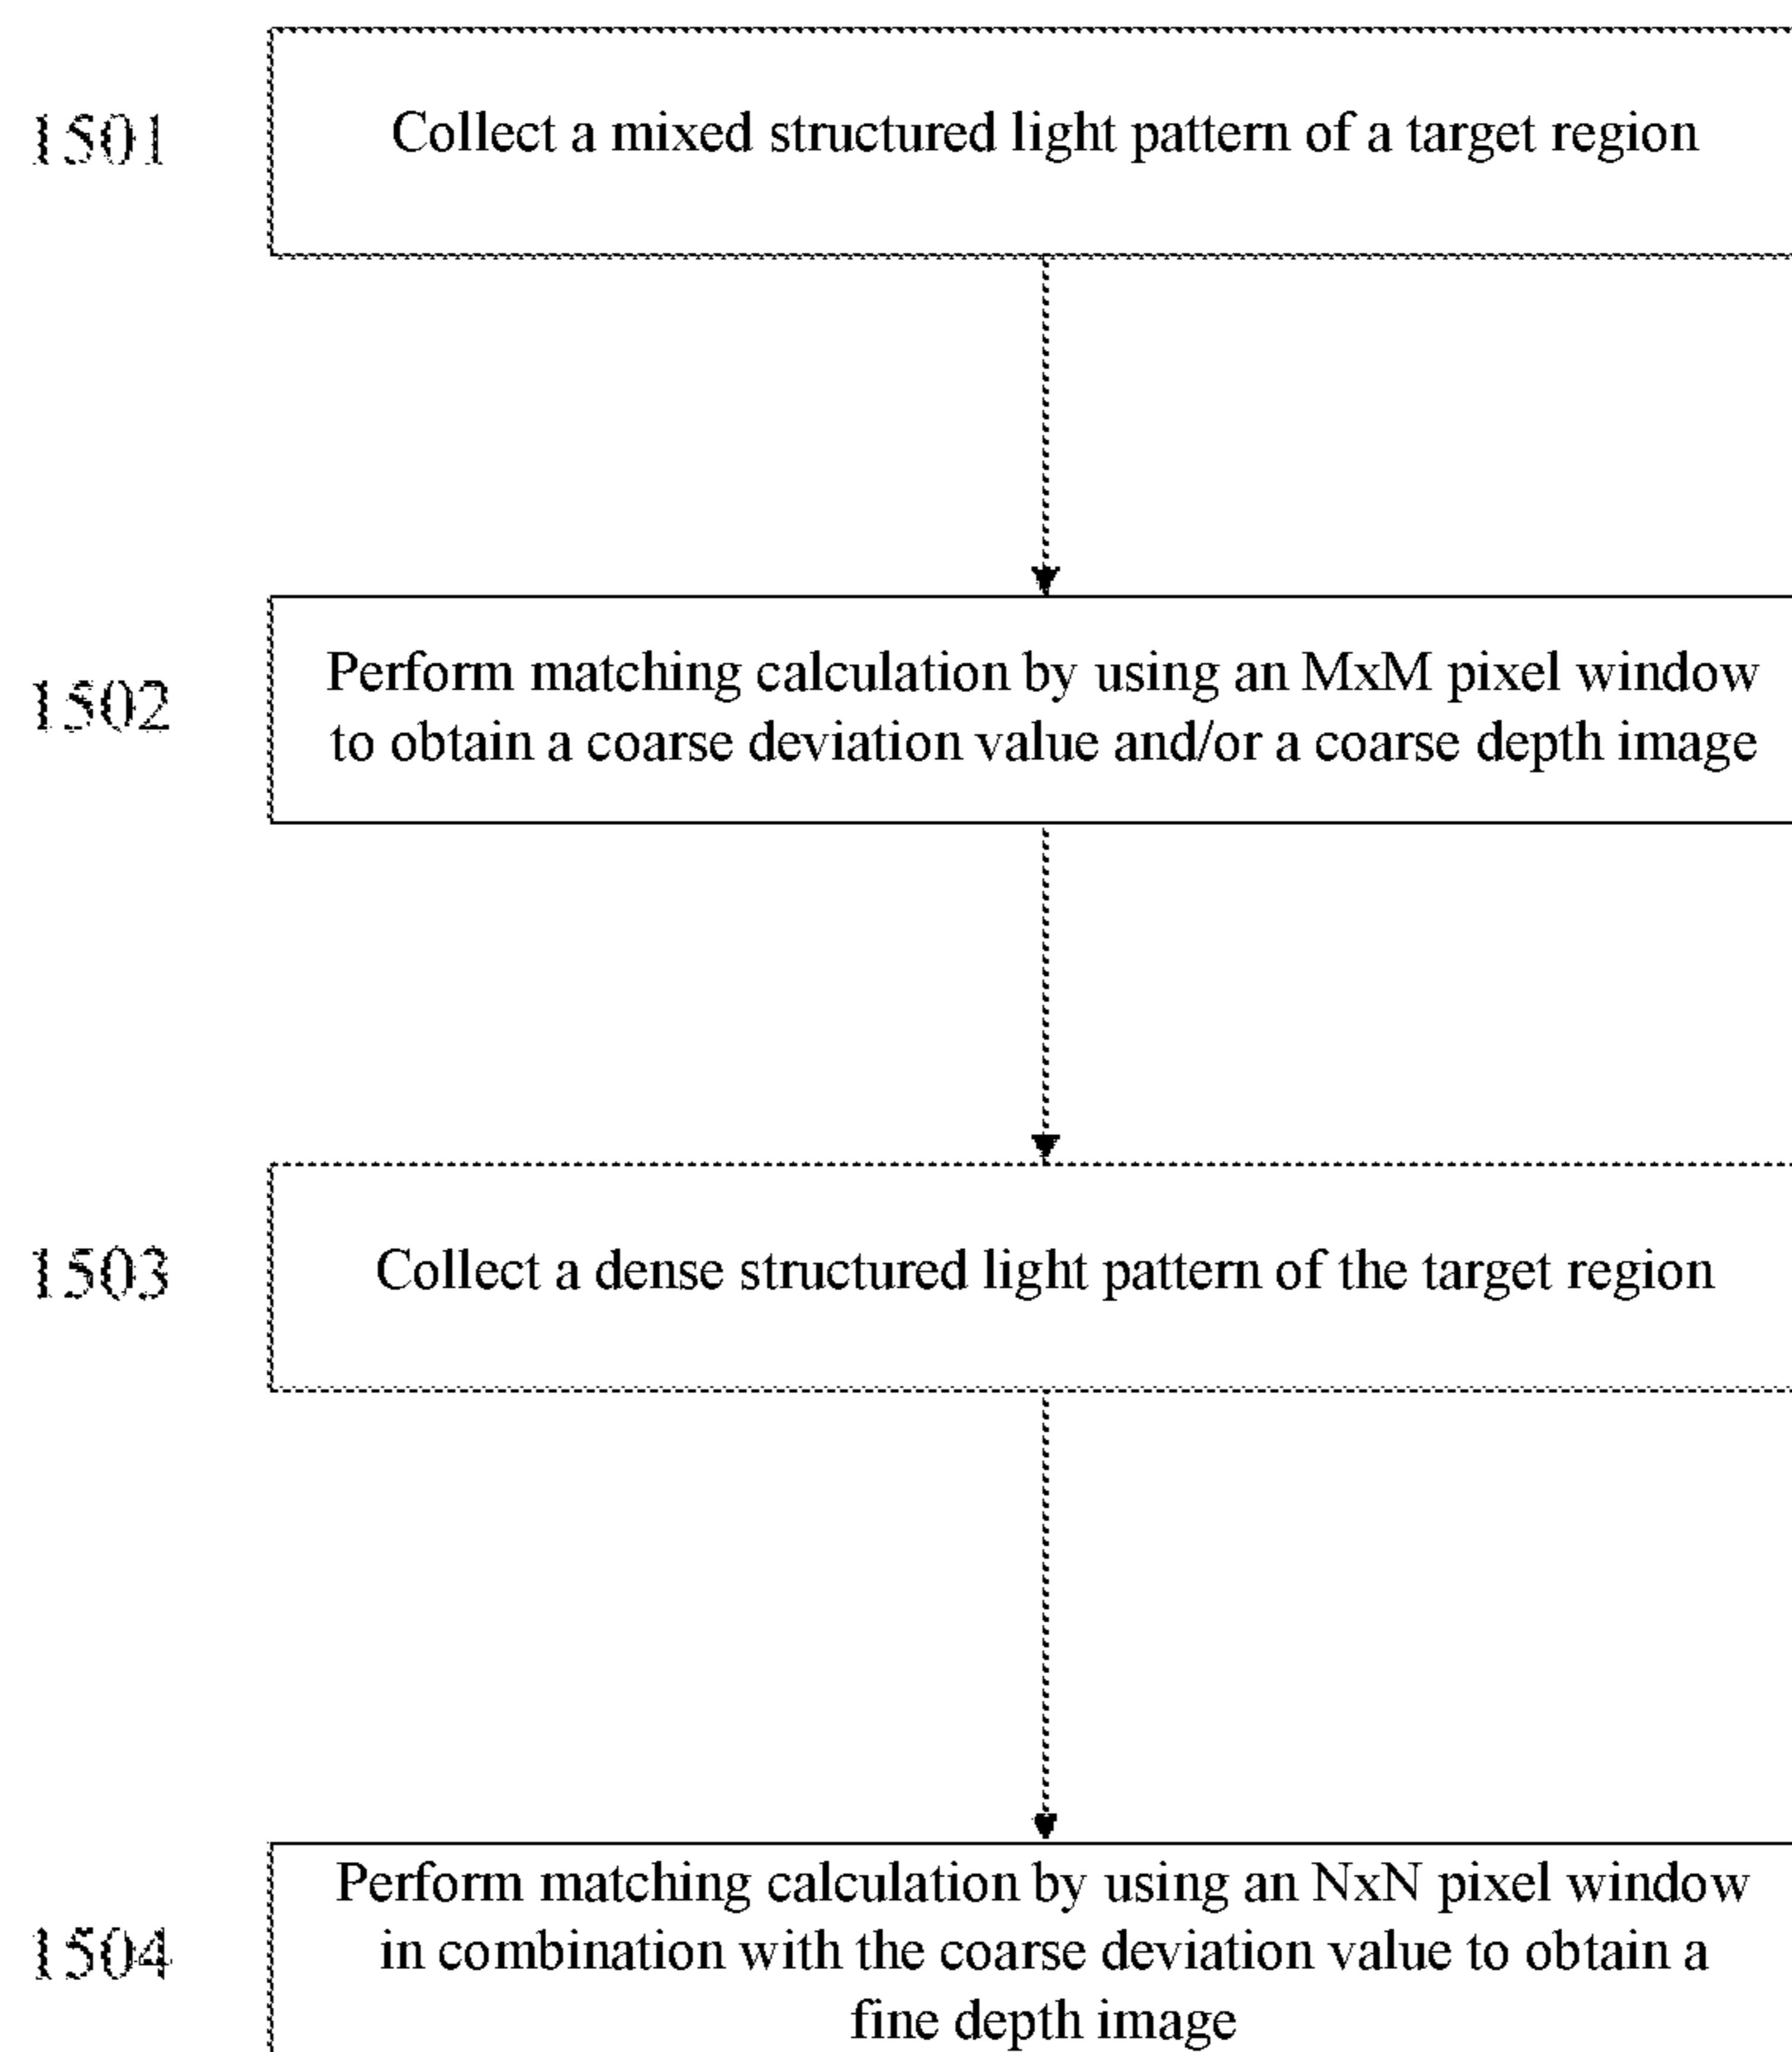 1501
Collect a mixed structured light pattern of a target region
1502
Perform matching calculation by using an MxM pixel window
to obtain a coarse deviation value and/or a coarse depth image
1503
Collect a dense structured light pattern of the target region
1504
Perform matching calculation by using an NxN pixel window
in combination with the coarse deviation value to obtain a
fine depth image